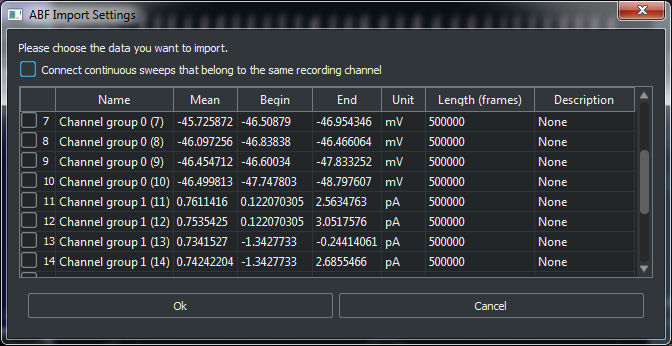 ABF Import Settings
Please choose the data you want to import.
Connect continuous sweeps that belong to the same recording channel
Name Mean Begin End Unit Length (frames) Description
7 Channel group 0 (7) -45.725872 -46.50879 -46.954346 mV 500000 None
8 Channel group 0 (8) -46.097256 -46.83838 -46.466064 mV 500000 None
9 Channel group 0 (9) -46.454712 -46.60034 -47.833252 mV 500000 None
10 Channel group 0 (10) -46.499813 -47.747803 -48.797607 mV 500000 None
11 Channel group 1 (11) 0.7611416 0.122070305 2.5634763 pA 500000 None
12 Channel group 1 (12) 0.7535425 0.122070305 3.0517576 pA 500000 None
13 Channel group 1 (13) 0.7341527 -1.3427733 -0.24414061 pA 500000 None
14 Channel group 1 (14) 0.74242204 -1.3427733 2.6855466 pA 500000 None
Ok Cancel